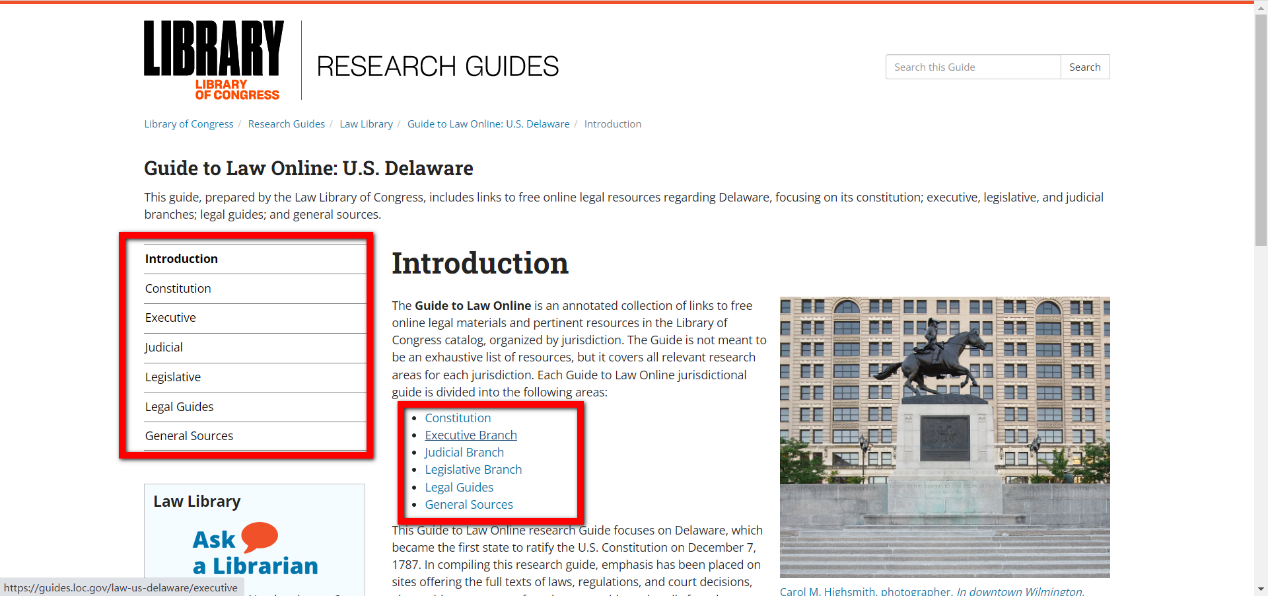 LIBRARY
LIBRARY
OF CONGRESS
RESEARCH GUIDES
Search this Guide
Search
Library of Congress / Research Guides / Law Library / Guide to Law Online: U.S. Delaware / Introduction
Guide to Law Online: U.S. Delaware
This guide, prepared by the Law Library of Congress, includes links to free online legal resources regarding Delaware, focusing on its constitution; executive, legislative, and judicial
branches; legal guides; and general sources.
Introduction
Constitution
Executive
Judicial
Legislative
Legal Guides
General Sources
Law Library
Ask
a Librarian
Introduction
The Guide to Law Online is an annotated collection of links to free
online legal materials and pertinent resources in the Library of
Congress catalog, organized by jurisdiction. The Guide is not meant to
be an exhaustive list of resources, but it covers all relevant research
areas for each jurisdiction. Each Guide to Law Online jurisdictional
guide is divided into the following areas:
Constitution
Executive Branch
Judicial Branch
Legislative Branch
Legal Guides
General Sources
This Guide to Law Online research Guide focuses on Delaware, which
became the first state to ratify the U.S. Constitution on December 7,
1787. In compiling this research guide, emphasis has been placed on
sites offering the full texts of laws, regulations, and court decisions,
Carol M. Highsmith, photographer. In downtown Wilmington,
https://guides.loc.gov/law-us-delaware/executive